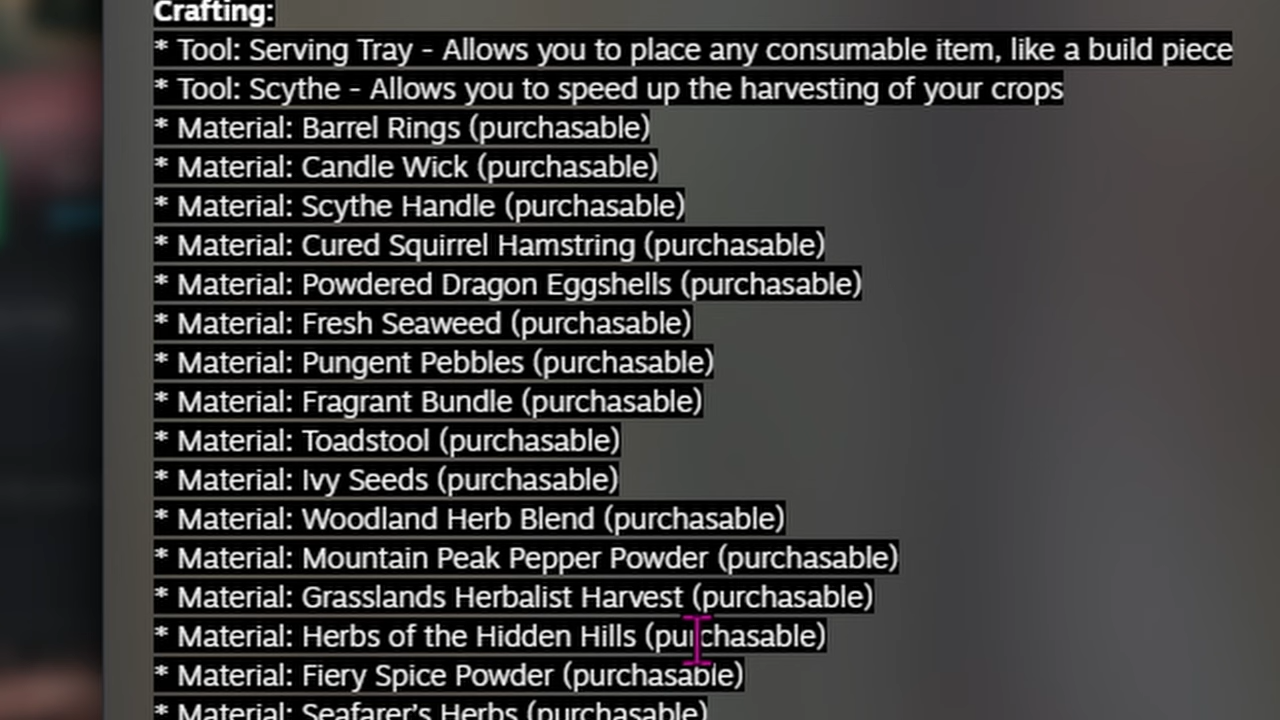 Crafting:
* Tool: Serving Tray - Allows you to place any consumable item, like a build piece
* Tool: Scythe - Allows you to speed up the harvesting of your crops
* Material: Barrel Rings (purchasable)
* Material: Candle Wick (purchasable)
* Material: Scythe Handle (purchasable)
* Material: Cured Squirrel Hamstring (purchasable)
* Material: Powdered Dragon Eggshells (purchasable)
* Material: Fresh Seaweed (purchasable)
* Material: Pungent Pebbles (purchasable)
* Material: Fragrant Bundle (purchasable)
* Material: Toadstool (purchasable)
* Material: Ivy Seeds (purchasable)
* Material: Woodland Herb Blend (purchasable)
* Material: Mountain Peak Pepper Powder (purchasable)
* Material: Grasslands Herbalist Harvest (purchasable)
* Material: Herbs of the Hidden Hills (purchasable)
* Material: Fiery Spice Powder (purchasable)
* Material: Seafarer's Herbs (purchasable)